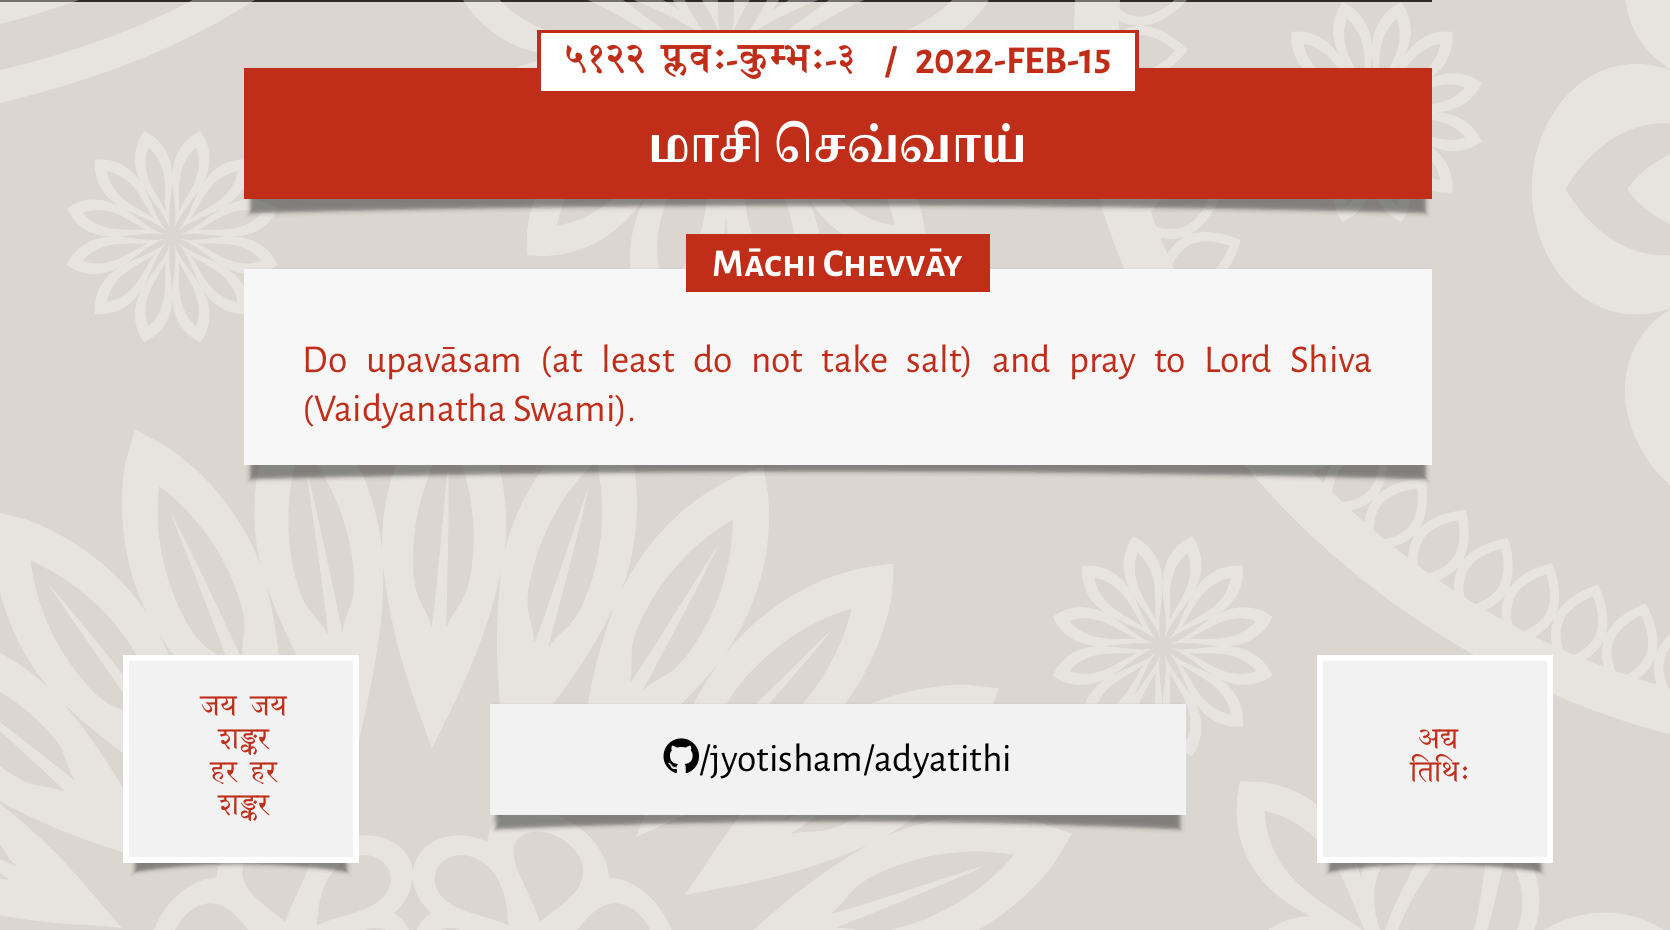 ५१२२ प्लवः-कुम्भः-३ / 2022-FEB-15
மாசி செவ்வாய்
Māchi Chevvāy
Do upavāsam (at least do not take salt) and pray to Lord Shiva
(Vaidyanatha Swami).
जय जय
शङ्कर
हर हर
शङ्कर
/jyotisham/adyatithi
अद्य
तिथिः